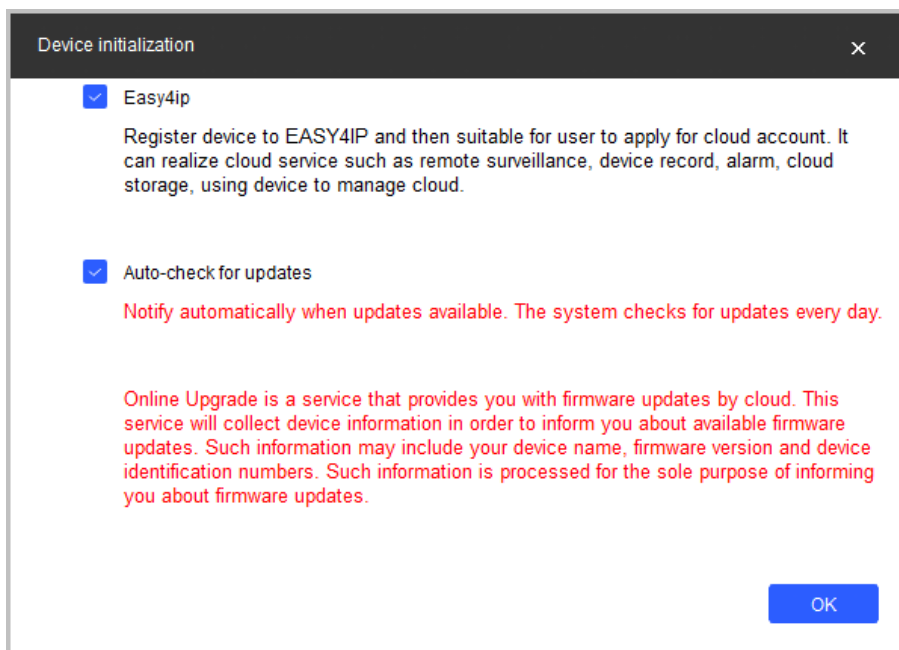 Device initialization
Easy4ip
Register device to EASY4IP and then suitable for user to apply for cloud account. It
can realize cloud service such as remote surveillance, device record, alarm, cloud
storage, using device to manage cloud.
Auto-check for updates
Notify automatically when updates available. The system checks for updates every day.
Online Upgrade is a service that provides you with firmware updates by cloud. This
service will collect device information in order to inform you about available firmware
updates. Such information may include your device name, firmware version and device
identification numbers. Such information is processed for the sole purpose of informing
you about firmware updates.
OK